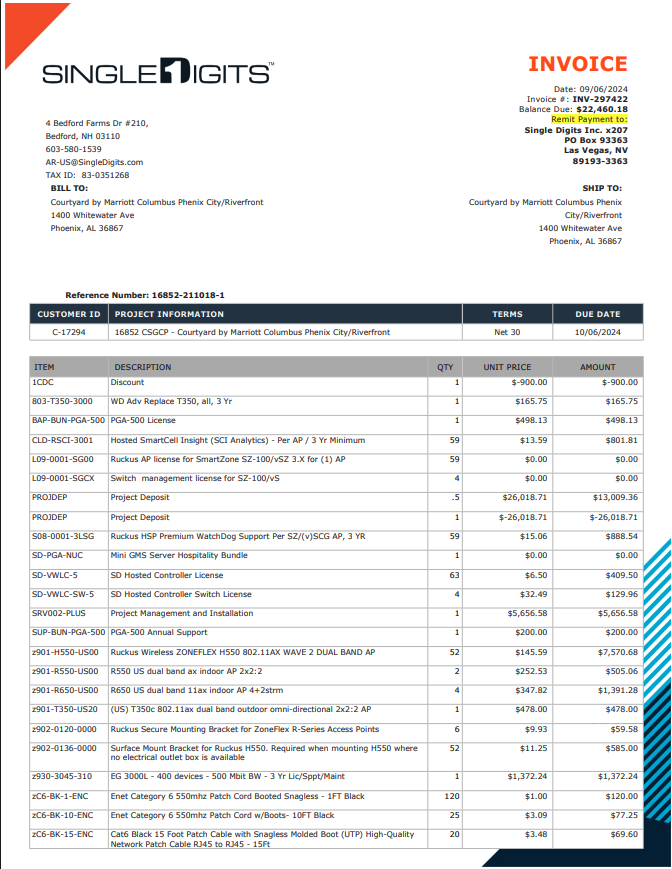 SINGLE DIGITS™
INVOICE
Date: 09/06/2024
Invoice #: INV-297422
Balance Due: $22,460.18
Remit Payment to:
Single Digits Inc. x207
PO Box 93363
Las Vegas, NV
89193-3363
4 Bedford Farms Dr #210,
Bedford, NH 03110
603-580-1539
AR-US@SingleDigits.com
TAX ID: 83-0351268
BILL TO:
Courtyard by Marriott Columbus Phenix City/Riverfront
1400 Whitewater Ave
Phoenix, AL 36867
SHIP TO:
Courtyard by Marriott Columbus Phenix
City/Riverfront
1400 Whitewater Ave
Phoenix, AL 36867
Reference Number: 16852-211018-1
CUSTOMER ID PROJECT INFORMATION TERMS DUE DATE
C-17294 16852 CSGCP - Courtyard by Marriott Columbus Phenix City/Riverfront Net 30 10/06/2024
ITEM DESCRIPTION QTY UNIT PRICE AMOUNT
1CDC Discount 1 $-900.00 $-900.00
803-T350-3000 WD Adv Replace T350, all, 3 Yr 1 $165.75 $165.75
BAP-BUN-PGA-500 PGA-500 License 1 $498.13 $498.13
CLD-RSCI-3001 Hosted SmartCell Insight (SCI Analytics) - Per AP / 3 Yr Minimum 59 $13.59 $801.81
L09-0001-SG00 Ruckus AP license for SmartZone SZ-100/vSZ 3.X for (1) AP 59 $0.00 $0.00
L09-0001-SGCX Switch management license for SZ-100/vS 4 $0.00 $0.00
PROJDEP Project Deposit .5 $26,018.71 $13,009.36
PROJDEP Project Deposit 1 $-26,018.71 $-26,018.71
S08-0001-3LSG Ruckus HSP Premium WatchDog Support Per SZ/(v)SCG AP, 3 YR 59 $15.06 $888.54
SD-PGA-NUC Mini GMS Server Hospitality Bundle 1 $0.00 $0.00
SD-VWLC-5 SD Hosted Controller License 63 $6.50 $409.50
SD-VWLC-SW-5 SD Hosted Controller Switch License 4 $32.49 $129.96
SRV002-PLUS Project Management and Installation 1 $5,656.58 $5,656.58
SUP-BUN-PGA-500 PGA-500 Annual Support 1 $200.00 $200.00
z901-H550-US00 Ruckus Wireless ZONEFLEX H550 802.11AX WAVE 2 DUAL BAND AP 52 $145.59 $7,570.68
z901-R550-US00 R550 US dual band ax indoor AP 2x2:2 2 $252.53 $505.06
z901-R650-US00 R650 US dual band 11ax indoor AP 4+2strm 4 $347.82 $1,391.28
z901-T350-US20 (US) T350c 802.11ax dual band outdoor omni-directional 2x2:2 AP 1 $478.00 $478.00
z902-0120-0000 Ruckus Secure Mounting Bracket for ZoneFlex R-Series Access Points 6 $9.93 $59.58
z902-0136-0000 Surface Mount Bracket for Ruckus H550. Required when mounting H550 where 52 $11.25 $585.00
no electrical outlet box is available
z930-3045-310 EG 3000L - 400 devices - 500 Mbit BW - 3 Yr Lic/Sppt/Maint 1 $1,372.24 $1,372.24
zC6-BK-1-ENC Enet Category 6 550mhz Patch Cord Booted Snagless - 1FT Black 120 $1.00 $120.00
zC6-BK-10-ENC Enet Category 6 550mhz Patch Cord w/Boots- 10FT Black 25 $3.09 $77.25
zC6-BK-15-ENC Cat6 Black 15 Foot Patch Cable with Snagless Molded Boot (UTP) High-Quality 20 $3.48 $69.60
Network Patch Cable RJ45 to RJ45 - 15Ft